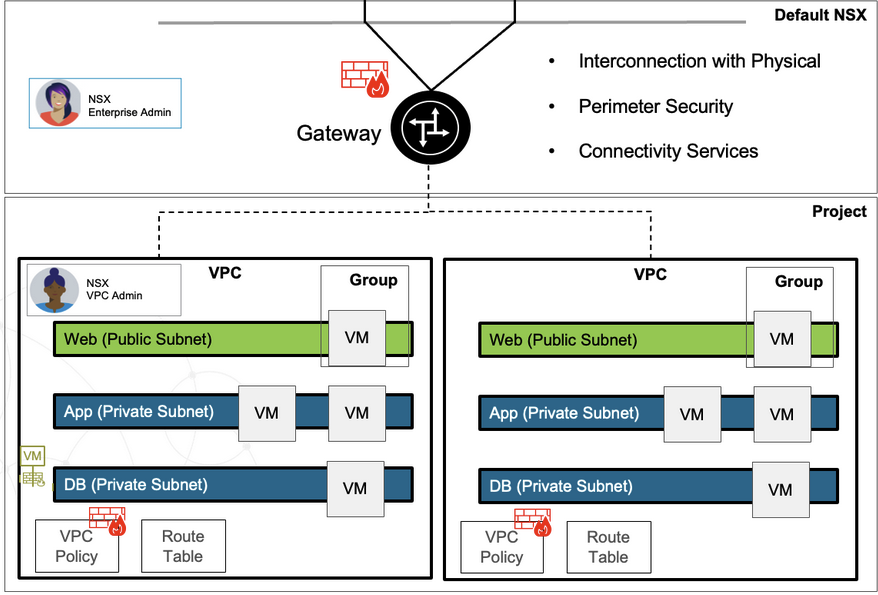 Default NSX
• Interconnection with Physical
NSX
Enterprise Admin
• Perimeter Security
Gateway
• Connectivity Services
Project
NSX
VPC Admin
VPC
Group
Web (Public Subnet)
VM
App (Private Subnet)
VM
VM
VM
DB (Private Subnet)
VM
VPC
Policy
Route
Table
VPC
Group
Web (Public Subnet)
VM
App (Private Subnet)
VM
VM
DB (Private Subnet)
VM
VPC
Policy
Route
Table